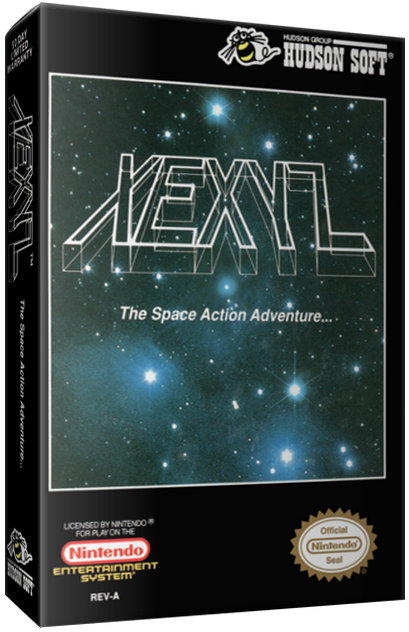 90 DAY
LIMITED
WARRANTY
XEXYZ
TM
The Space Action Adventure...
HUDSON SOFT
HUDSON GROUP
HUDSON SOFT®
XEXYZ
The Space Action Adventure...
LICENSED BY NINTENDO®
FOR PLAY ON THE
Nintendo
ENTERTAINMENT
SYSTEM®
REV-A
Official
Nintendo
Seal